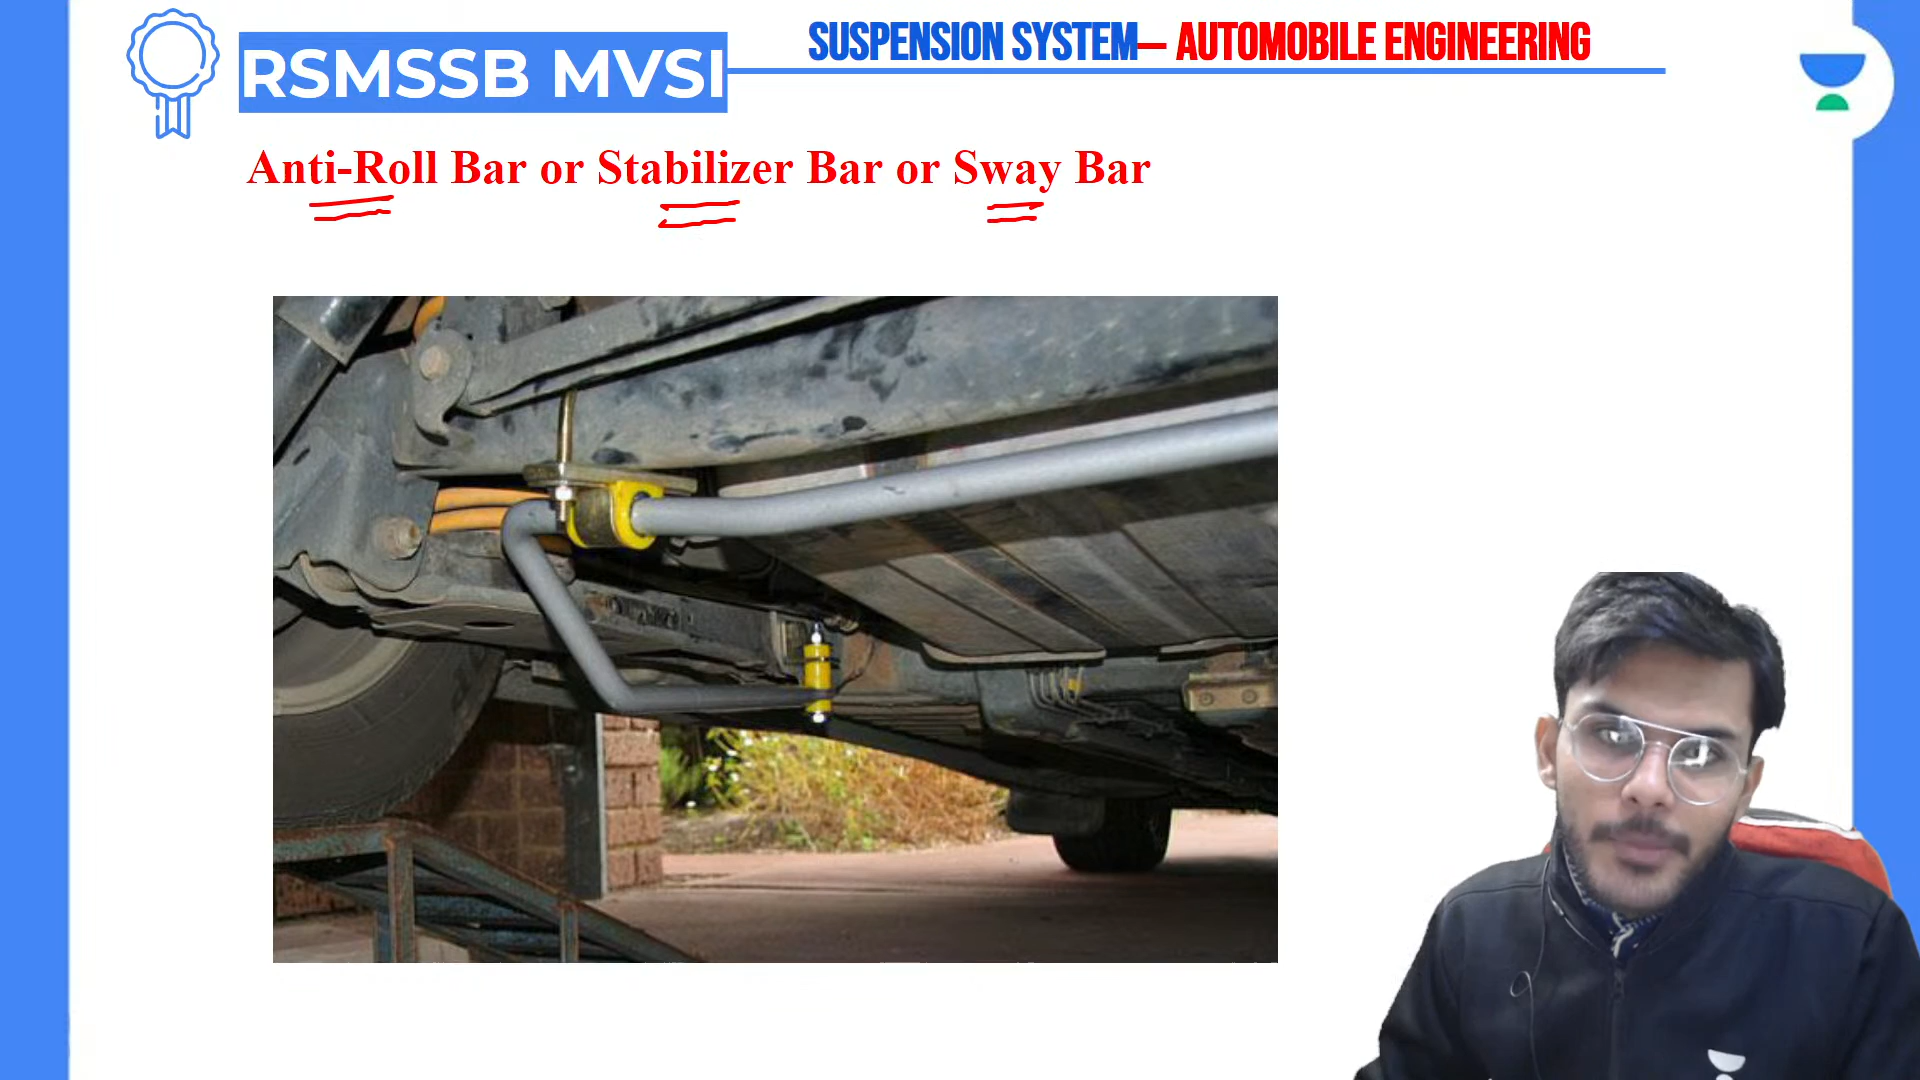 SUSPENSION SYSTEM– AUTOMOBILE ENGINEERING
RSMSSB MVSI
Anti-Roll Bar or Stabilizer Bar or Sway Bar